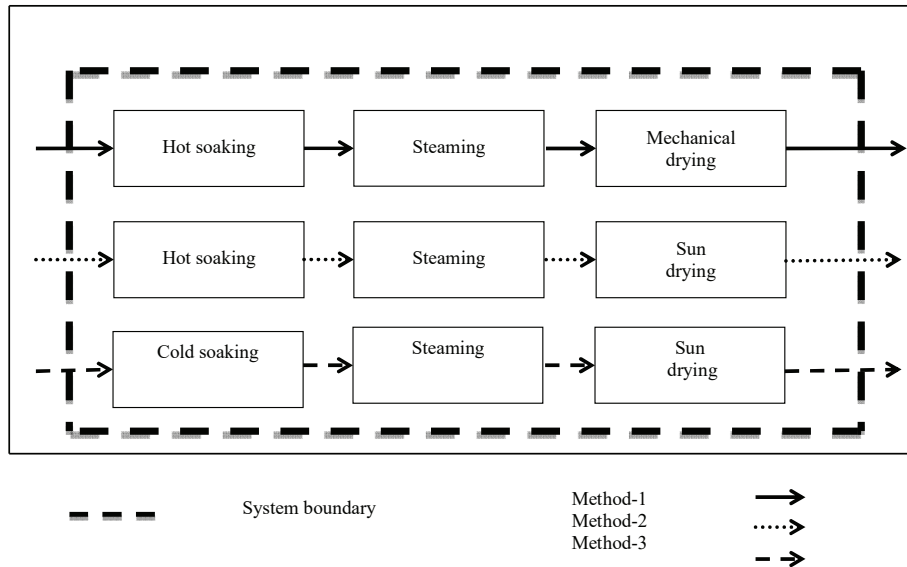 Hot soaking
Steaming
Mechanical
drying
Hot soaking
Steaming
Sun
drying
Cold soaking
Steaming
Sun
drying
System boundary
Method-1
Method-2
Method-3